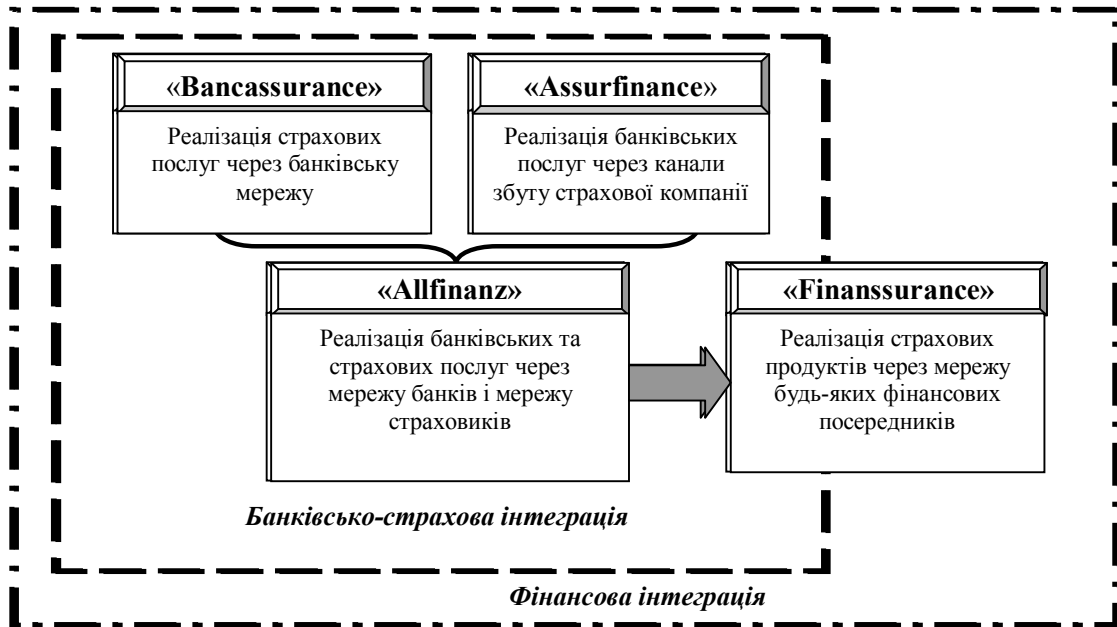 «Bancassurance»
Реалізація страхових
послуг через банківську
мережу
«Assurfinance»
Реалізація банківських
послуг через канали
збуту страхової компанії
«Allfinanz»
Реалізація банківських та
страхових послуг через
мережу банків і мережу
страховиків
«Finanssurance»
Реалізація страхових
продуктів через мережу
будь-яких фінансових
посередників
Банківсько-страхова інтеграція
Фінансова інтеграція